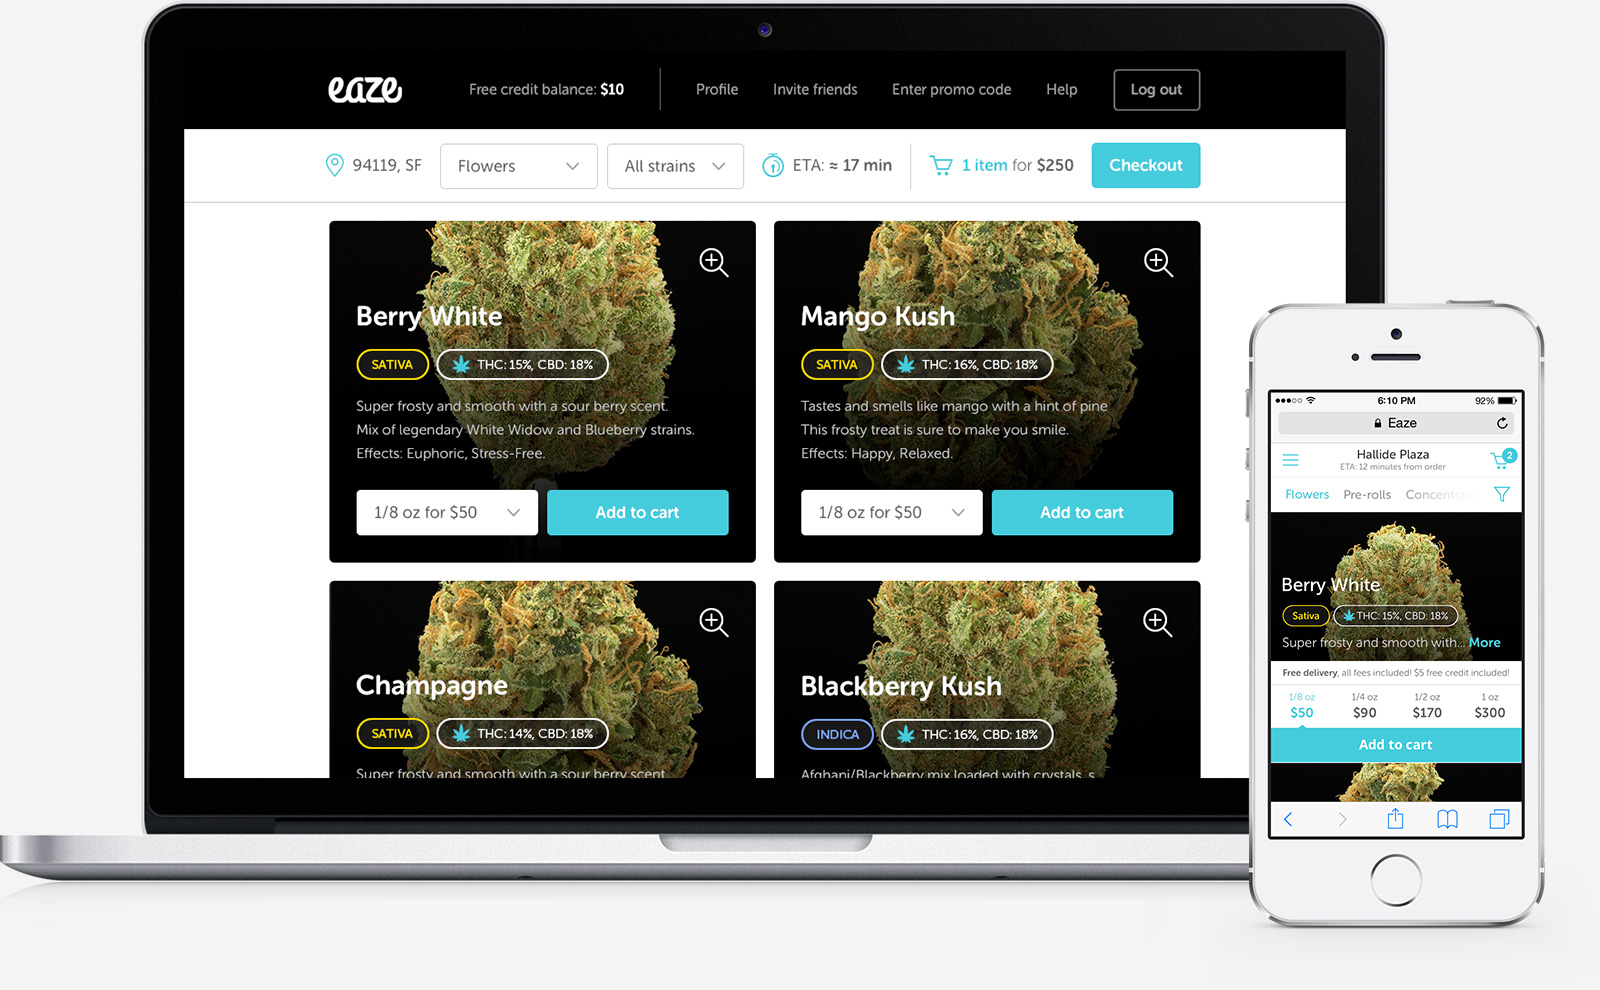 eaze
Free credit balance: $10
Profile
Invite friends
Enter promo code
Help
Log out
94119, SF
Flowers
All strains
ETA: ≈ 17 min
1 item for $250
Checkout
Berry White
SATIVA
THC: 15%, CBD: 18%
Super frosty and smooth with a sour berry scent.
Mix of legendary White Widow and Blueberry strains.
Effects: Euphoric, Stress-Free.
1/8 oz for $50
Add to cart
Mango Kush
SATIVA
THC: 16%, CBD: 18%
Tastes and smells like mango with a hint of pine
This frosty treat is sure to make you smile.
Effects: Happy, Relaxed.
1/8 oz for $50
Add to cart
Champagne
SATIVA
THC: 14%, CBD: 18%
Super frosty and smooth with a sour berry scent
Blackberry Kush
INDICA
THC: 16%, CBD: 18%
Afghani/Blackberry mix loaded with crystals, s
6:10 PM
92%
Eaze
Hallide Plaza
ETA: 12 minutes from order
2
Flowers
Pre-rolls
Concentrat
Berry White
Sativa
THC: 15%, CBD: 18%
Super frosty and smooth with... More
Free delivery, all fees included! $5 free credit included!
1/8 oz 1/4 oz 1/2 oz 1 oz
$50 $90 $170 $300
Add to cart